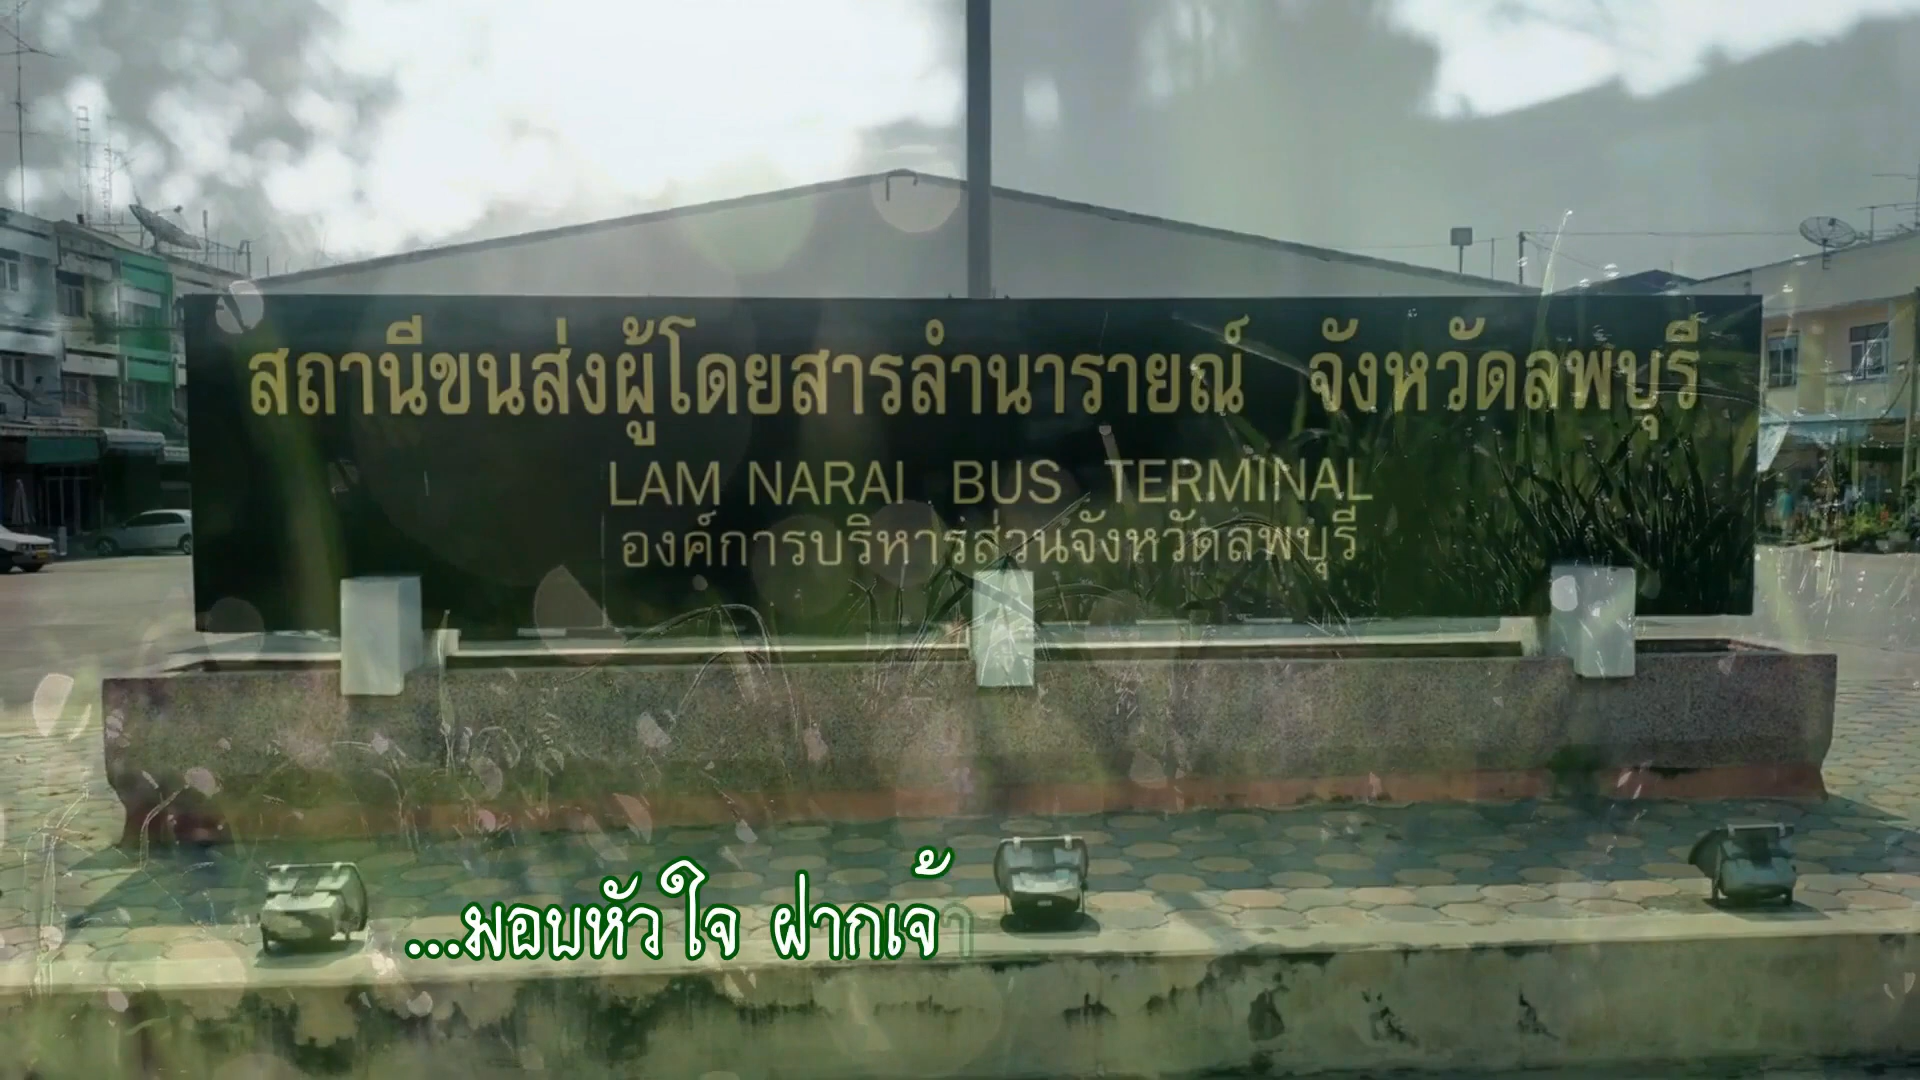 สถานีขนส่งผู้โดยสารลำนารายณ์ จังหวัดลพบุรี
LAM NARAI BUS TERMINAL
องค์การบริหารส่วนจังหวัดลพบุรี
...มอบหัวใจ ฝากเจ้า